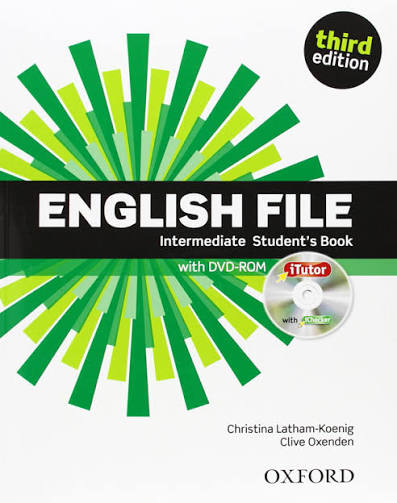 third
edition
ENGLISH FILE
Intermediate Student's Book
with DVD-ROM
iTutor
with iChecker
Christina Latham-Koenig
Clive Oxenden
OXFORD